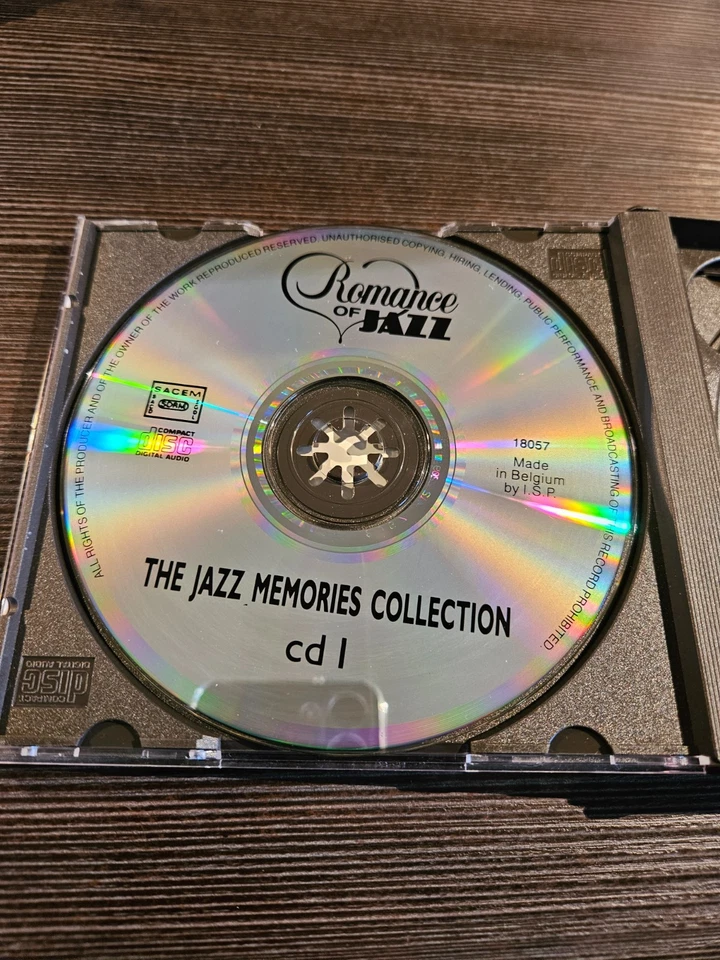 ALL RIGHTS OF THE PRODUCER AND OF THE OWNER OF THE WORK REPRODUCED RESERVED. UNAUTHORISED COPYING, HIRING, LENDING, PUBLIC PERFORMANCE AND BROADCASTING OF THIS RECORD PROHIBITED
Romance
OF JAZZ
SACEM
SDRM
COMPACT
disc
DIGITAL AUDIO
18057
Made
in Belgium
by I.S.P.
THE JAZZ MEMORIES COLLECTION
cd 1
COMPACT
disc
DIGITAL AUDIO